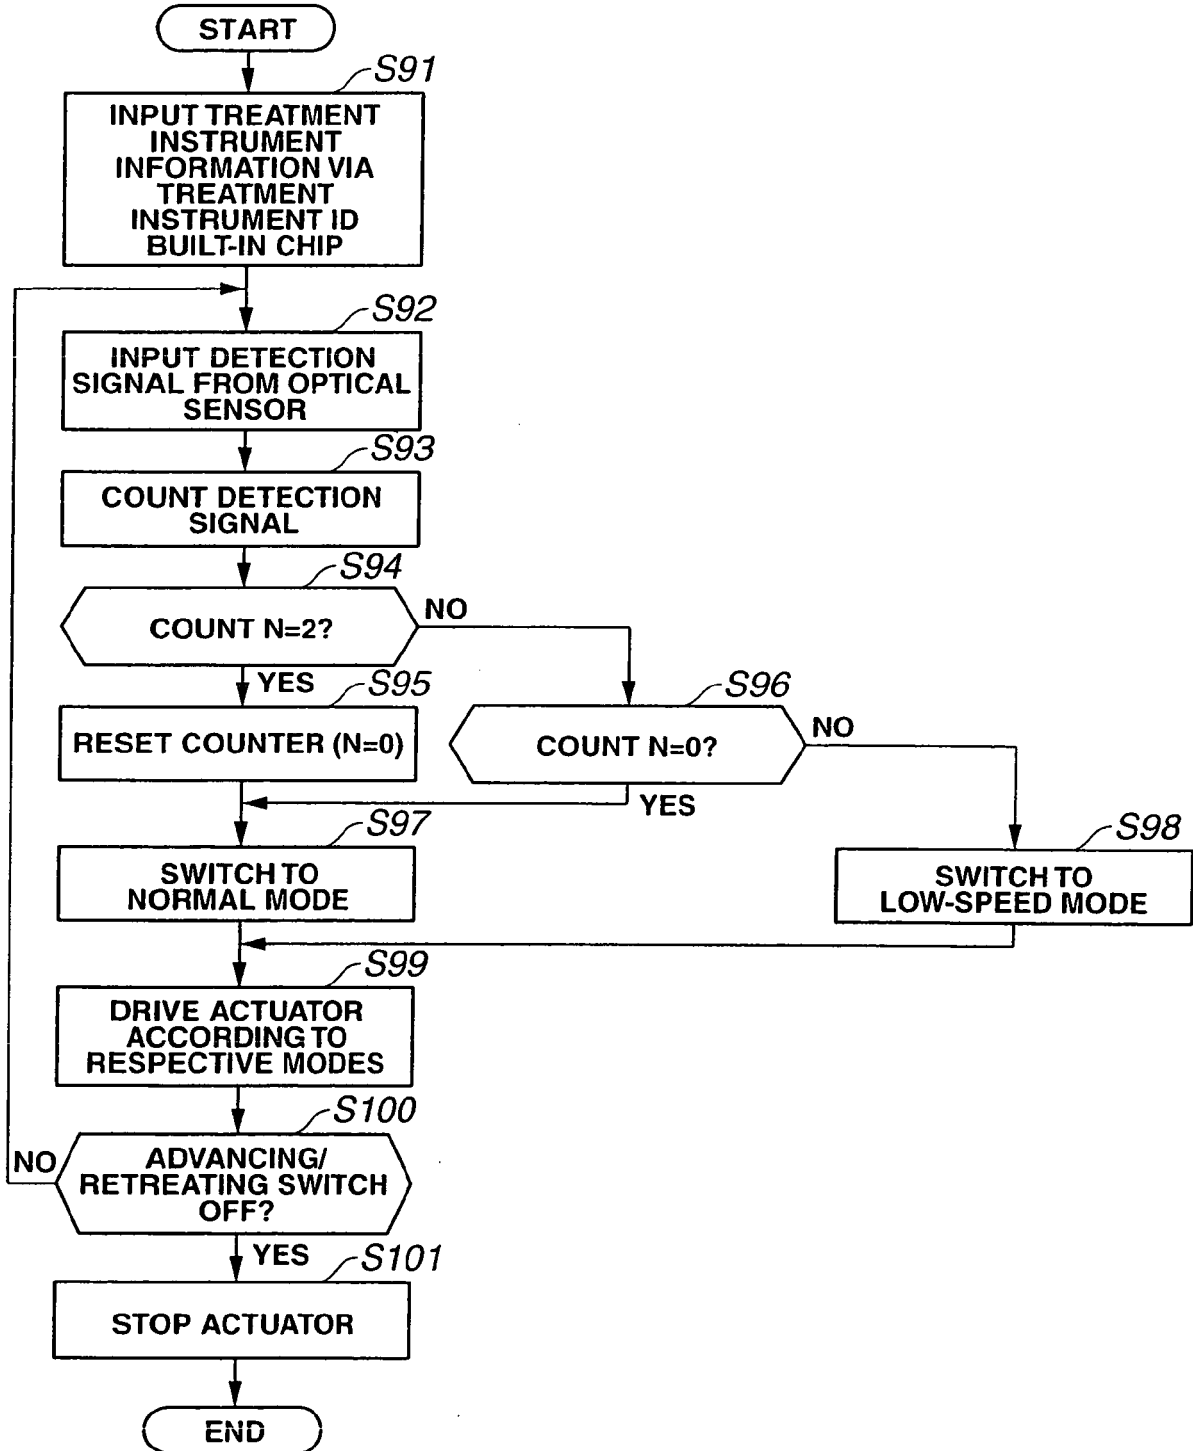 START
S91
INPUT TREATMENT
INSTRUMENT
INFORMATION VIA
TREATMENT
INSTRUMENT ID
BUILT-IN CHIP
S92
INPUT DETECTION
SIGNAL FROM OPTICAL
SENSOR
S93
COUNT DETECTION
SIGNAL
S94
COUNT N=2?
NO
YES
S95
RESET COUNTER (N=0)
S96
COUNT N=0?
NO
YES
S97
SWITCH TO
NORMAL MODE
S98
SWITCH TO
LOW-SPEED MODE
S99
DRIVE ACTUATOR
ACCORDING TO
RESPECTIVE MODES
S100
NO
ADVANCING/
RETREATING SWITCH
OFF?
YES
S101
STOP ACTUATOR
END